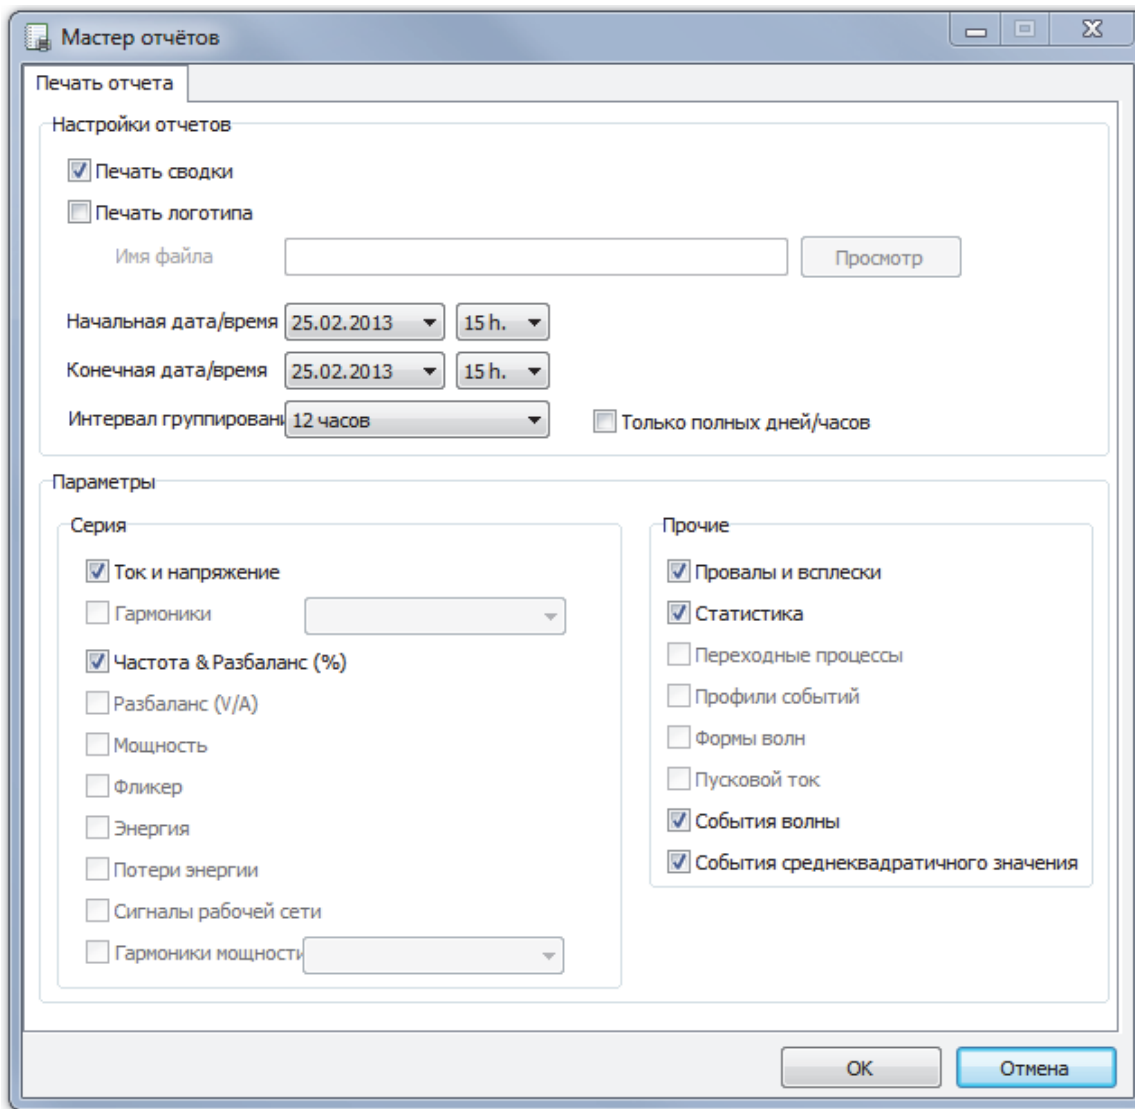 Мастер отчётов
Печать отчета
Настройки отчетов
Печать сводки
Печать логотипа
Имя файла
Просмотр
Начальная дата/время 25.02.2013 15 h.
Конечная дата/время 25.02.2013 15 h.
Интервал группирован 12 часов Только полных дней/часов
Параметры
Серия
Ток и напряжение
Гармоники
Частота & Разбаланс (%)
Разбаланс (V/A)
Мощность
Фликер
Энергия
Потери энергии
Сигналы рабочей сети
Гармоники мощности
Прочие
Провалы и всплески
Статистика
Переходные процессы
Профили событий
Формы волн
Пусковой ток
События волны
События среднеквадратичного значения
OK
Отмена